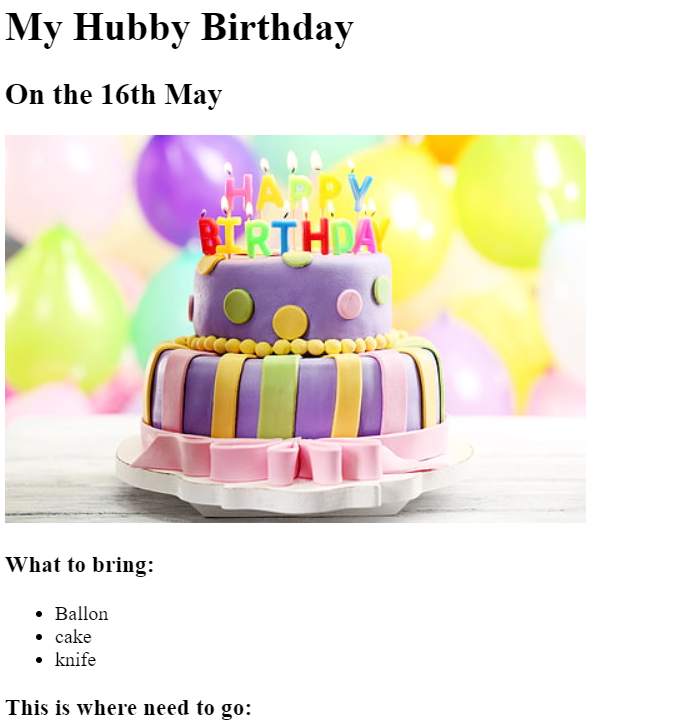 My Hubby Birthday
On the 16th May
HAPPY
BIRTHDAY
What to bring:
Ballon
cake
knife
This is where need to go: